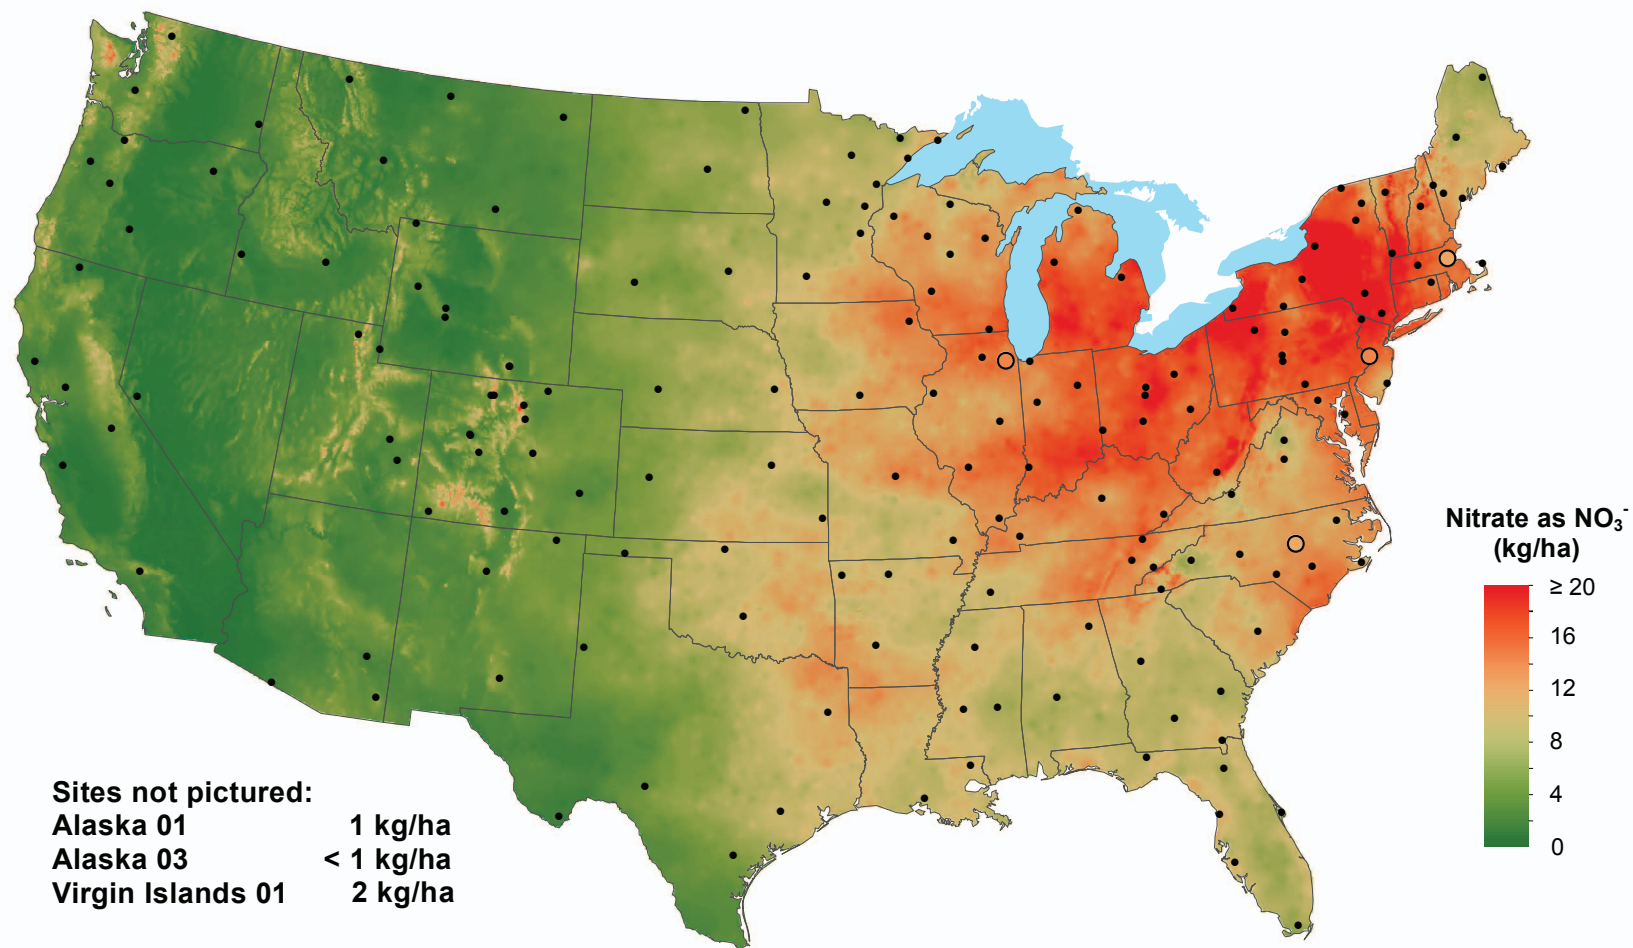 Nitrate as NO₃⁻
(kg/ha)
≥ 20
16
12
8
4
0
Sites not pictured:
Alaska 01 1 kg/ha
Alaska 03 < 1 kg/ha
Virgin Islands 01 2 kg/ha